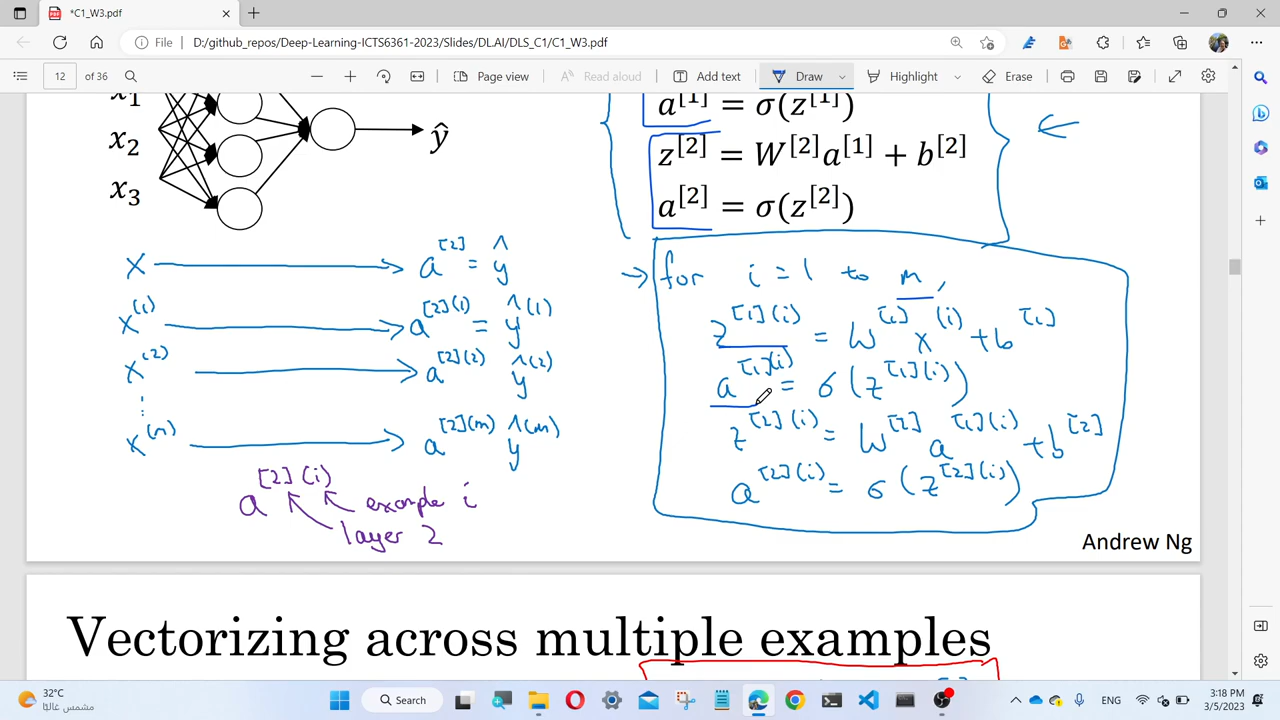 *C1_W3.pdf
File D:/github_repos/Deep-Learning-ICTS6361-2023/Slides/DL.AI/DLS_C1/C1_W3.pdf
12 of 36 Page view Read aloud Add text Draw Highlight Erase
x₁
x₂
x₃
ŷ
a^[1] = σ(z^[1])
z^[2] = W^[2]a^[1] + b^[2]
a^[2] = σ(z^[2])
x → a^[2] = ŷ
x^(1) → a^[2](1) = ŷ^(1)
x^(2) → a^[2](2) ŷ^(2)
⋮
x^(m) → a^[2](m) ŷ^(m)
a^[2](i)
example i
layer 2
→ for i = 1 to m,
z^[1](i) = W^[1] x^(i) + b^[1]
a^[1](i) = σ(z^[1](i))
z^[2](i) = W^[2] a^[1](i) + b^[2]
a^[2](i) = σ(z^[2](i))
Andrew Ng
Vectorizing across multiple examples
32°C
مشمس غالبًا
Search
ENG
3:18 PM
3/5/2023